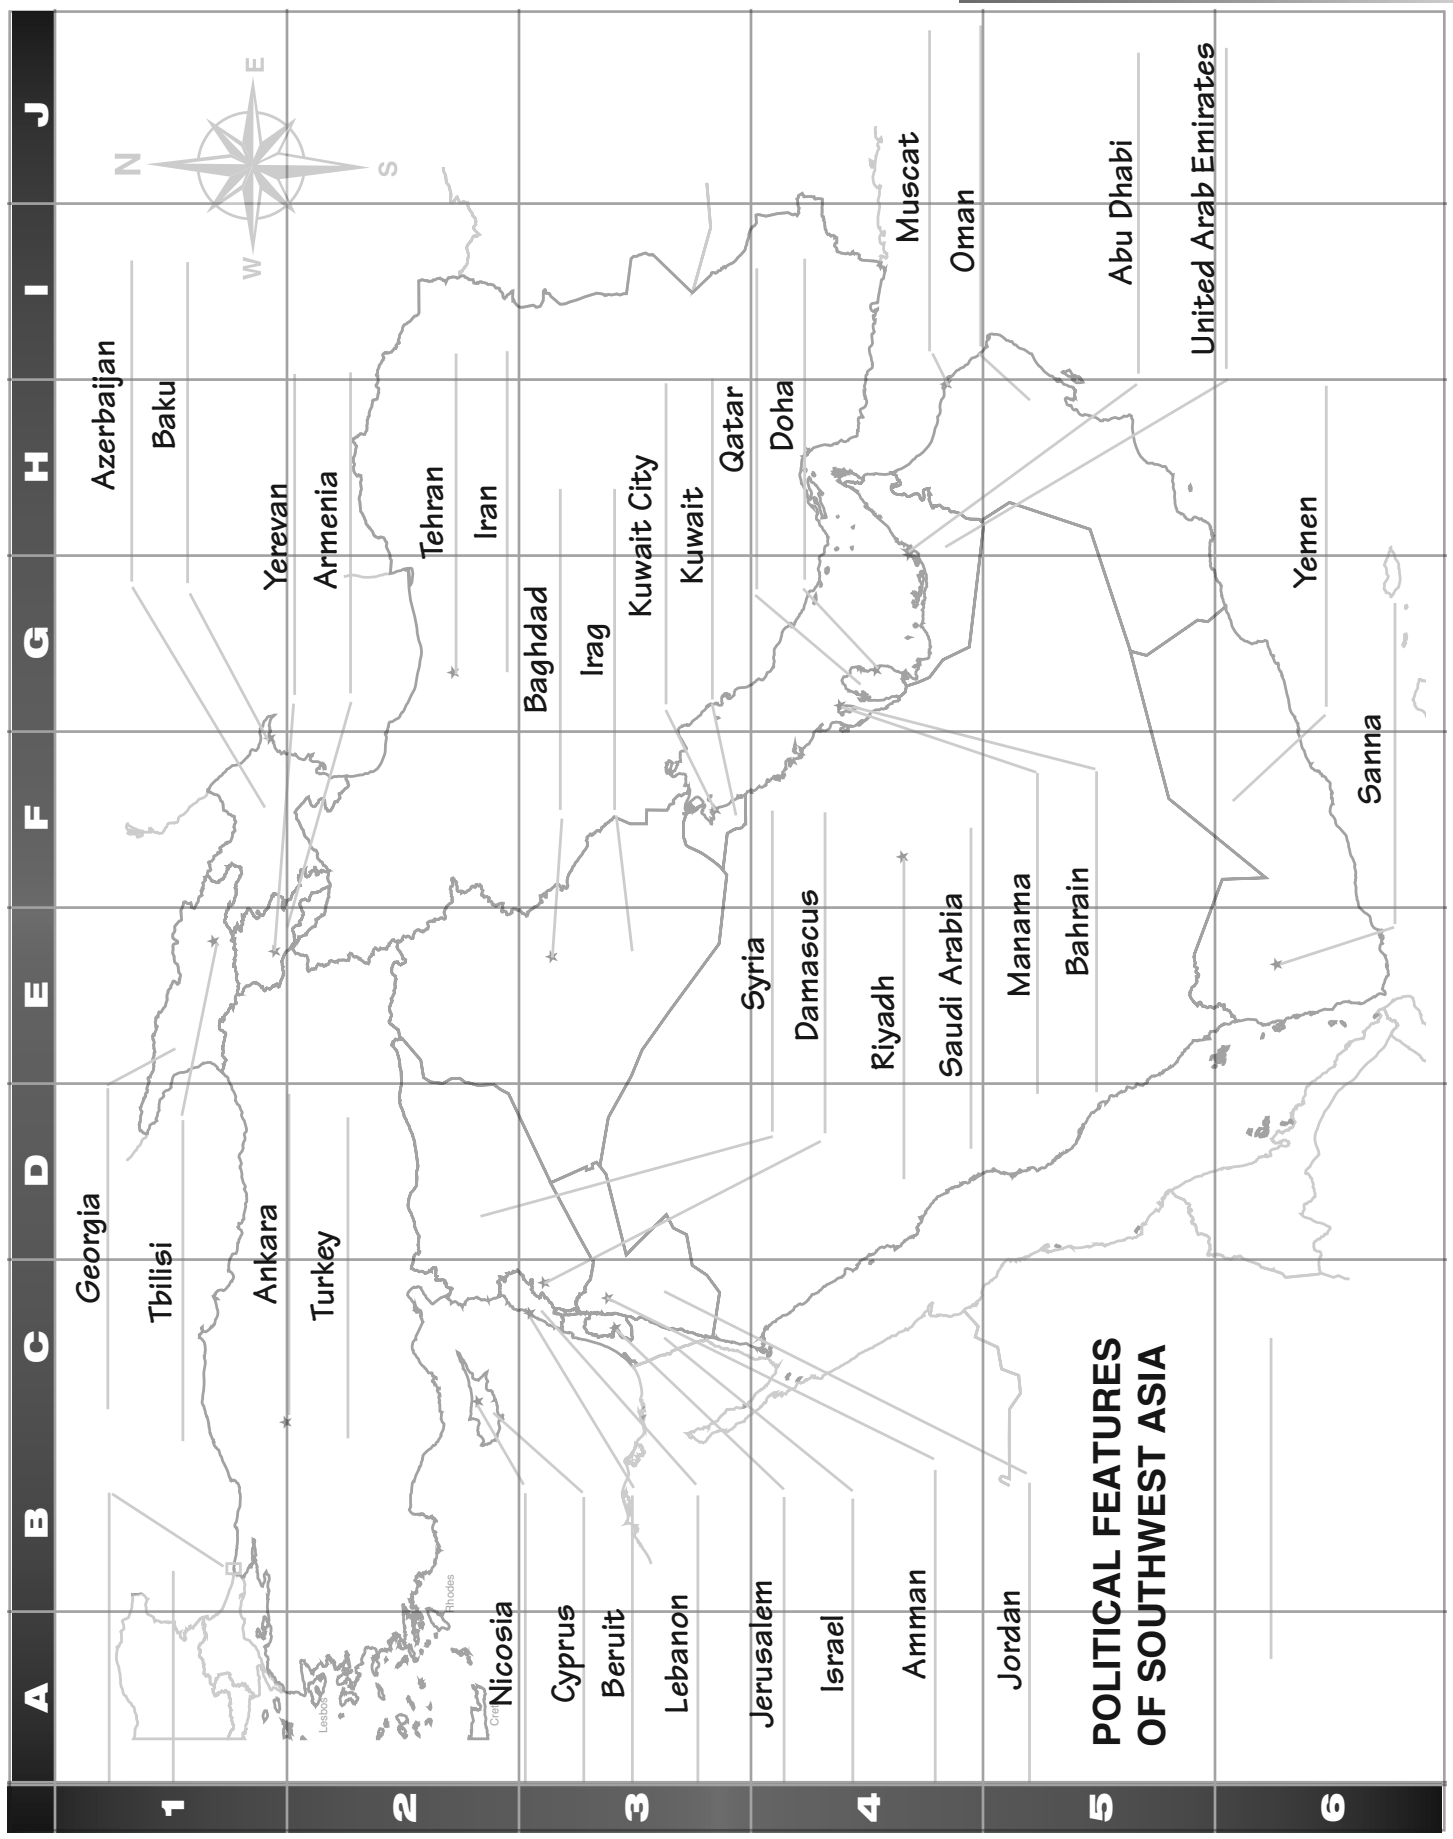 A
B
C
D
E
F
G
H
I
J
1
2
3
4
5
6
N
E
S
W
Georgia
Tbilisi
Ankara
Turkey
Azerbaijan
Baku
Yerevan
Armenia
Tehran
Iran
Baghdad
Irag
Kuwait City
Kuwait
Qatar
Doha
Muscat
Oman
Abu Dhabi
United Arab Emirates
Yemen
Sanna
Syria
Damascus
Riyadh
Saudi Arabia
Manama
Bahrain
Lesbos
Rhodes
Cret
Nicosia
Cyprus
Beruit
Lebanon
Jerusalem
Israel
Amman
Jordan
POLITICAL FEATURES
OF SOUTHWEST ASIA